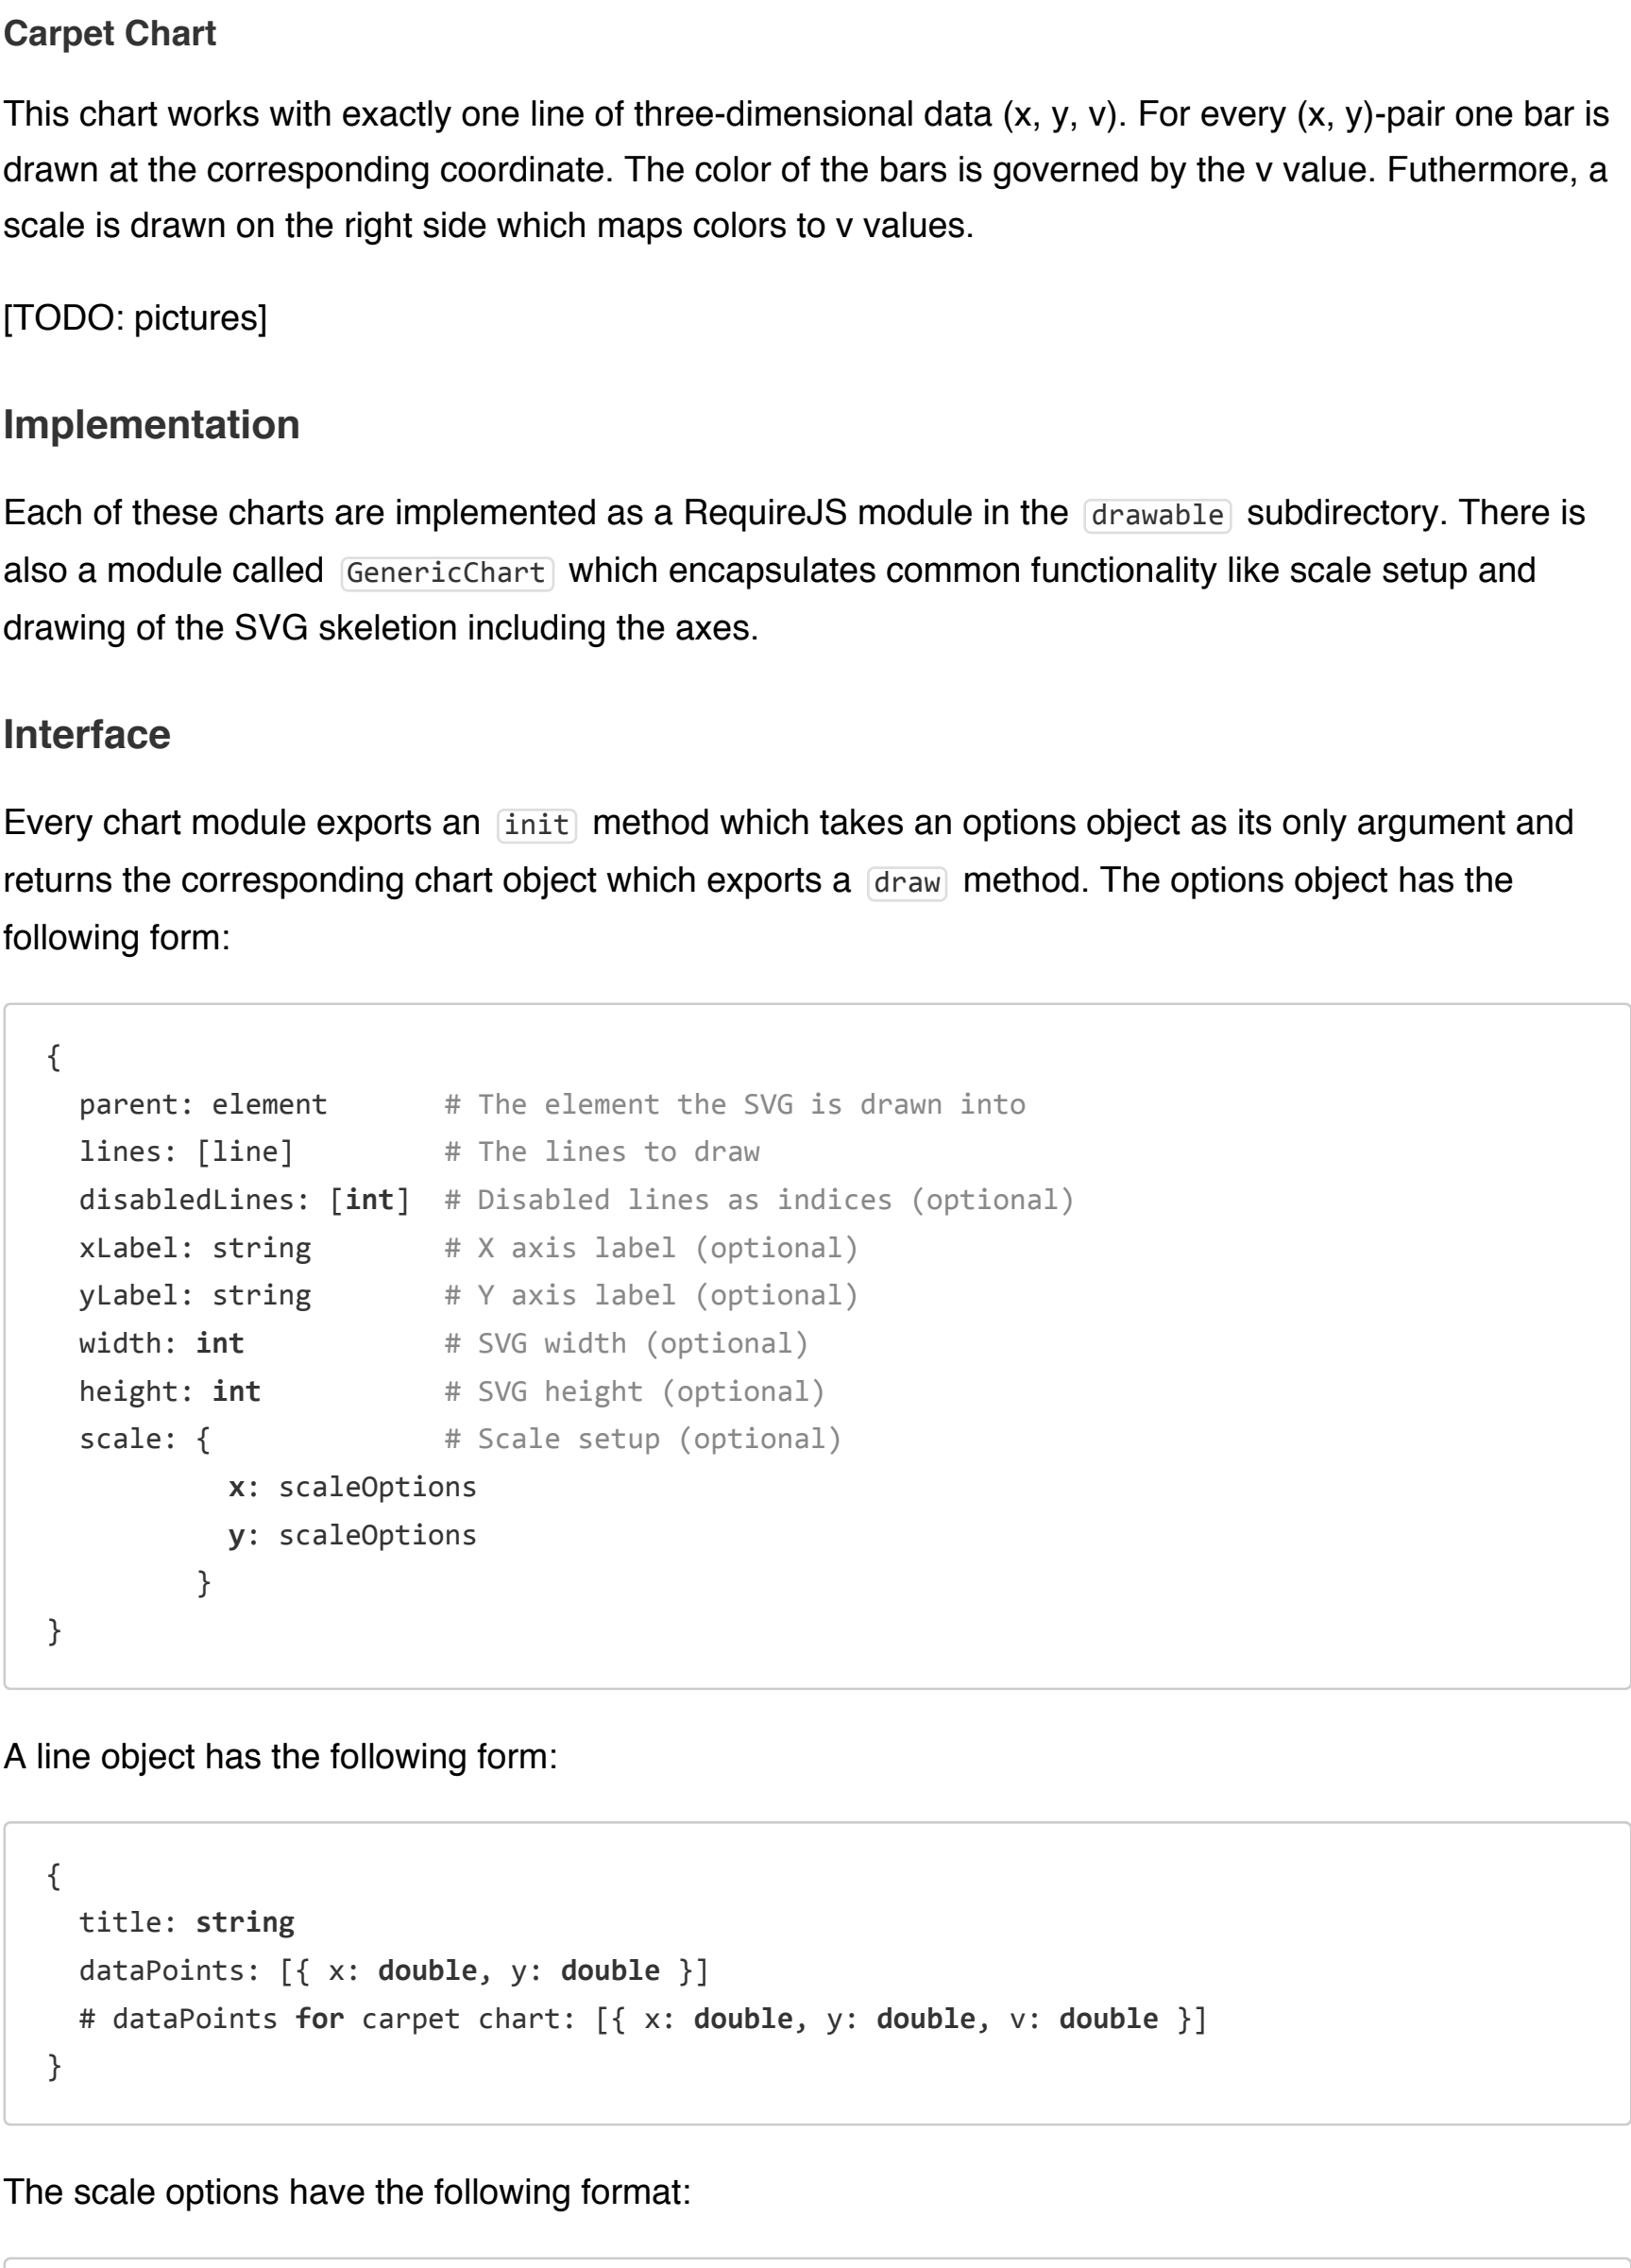 Carpet Chart
This chart works with exactly one line of three-dimensional data (x, y, v). For every (x, y)-pair one bar is
drawn at the corresponding coordinate. The color of the bars is governed by the v value. Futhermore, a
scale is drawn on the right side which maps colors to v values.
[TODO: pictures]
Implementation
Each of these charts are implemented as a RequireJS module in the drawable subdirectory. There is
also a module called GenericChart which encapsulates common functionality like scale setup and
drawing of the SVG skeletion including the axes.
Interface
Every chart module exports an init method which takes an options object as its only argument and
returns the corresponding chart object which exports a draw method. The options object has the
following form:
{
  parent: element       # The element the SVG is drawn into
  lines: [line]         # The lines to draw
  disabledLines: [int]  # Disabled lines as indices (optional)
  xLabel: string        # X axis label (optional)
  yLabel: string        # Y axis label (optional)
  width: int            # SVG width (optional)
  height: int           # SVG height (optional)
  scale: {              # Scale setup (optional)
           x: scaleOptions
           y: scaleOptions
         }
}
A line object has the following form:
{
  title: string
  dataPoints: [{ x: double, y: double }]
  # dataPoints for carpet chart: [{ x: double, y: double, v: double }]
}
The scale options have the following format: